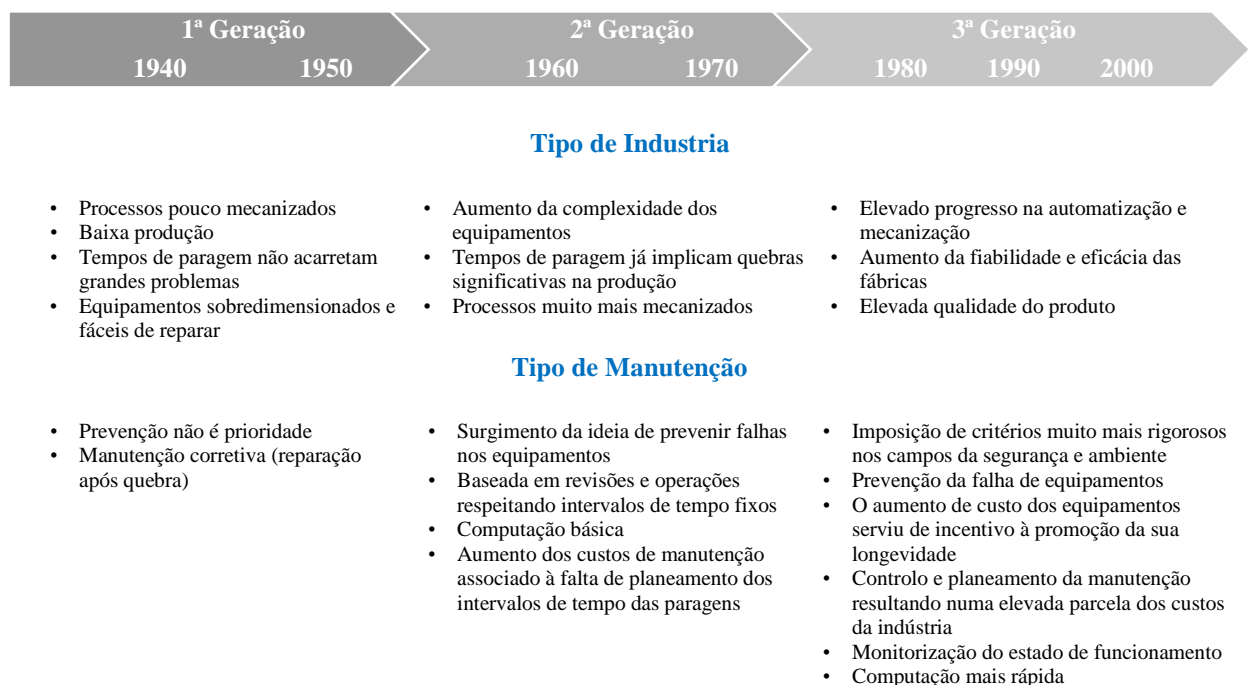 1ª Geração
1940 1950
2ª Geração
1960 1970
3ª Geração
1980 1990 2000
Tipo de Industria
• Processos pouco mecanizados
• Baixa produção
• Tempos de paragem não acarretam
grandes problemas
• Equipamentos sobredimensionados e
fáceis de reparar
• Aumento da complexidade dos
equipamentos
• Tempos de paragem já implicam quebras
significativas na produção
• Processos muito mais mecanizados
• Elevado progresso na automatização e
mecanização
• Aumento da fiabilidade e eficácia das
fábricas
• Elevada qualidade do produto
Tipo de Manutenção
• Prevenção não é prioridade
• Manutenção corretiva (reparação
após quebra)
• Surgimento da ideia de prevenir falhas
nos equipamentos
• Baseada em revisões e operações
respeitando intervalos de tempo fixos
• Computação básica
• Aumento dos custos de manutenção
associado à falta de planeamento dos
intervalos de tempo das paragens
• Imposição de critérios muito mais rigorosos
nos campos da segurança e ambiente
• Prevenção da falha de equipamentos
• O aumento de custo dos equipamentos
serviu de incentivo à promoção da sua
longevidade
• Controlo e planeamento da manutenção
resultando numa elevada parcela dos custos
da indústria
• Monitorização do estado de funcionamento
• Computação mais rápida